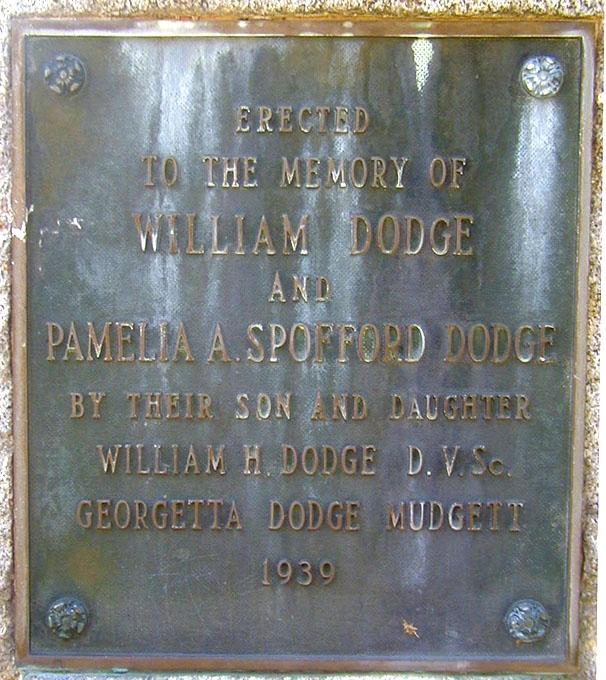 ERECTED
TO THE MEMORY OF
WILLIAM DODGE
AND
PAMELIA A. SPOFFORD DODGE
BY THEIR SON AND DAUGHTER
WILLIAM H. DODGE D.V.Sc.
GEORGETTA DODGE MUDGETT
1939